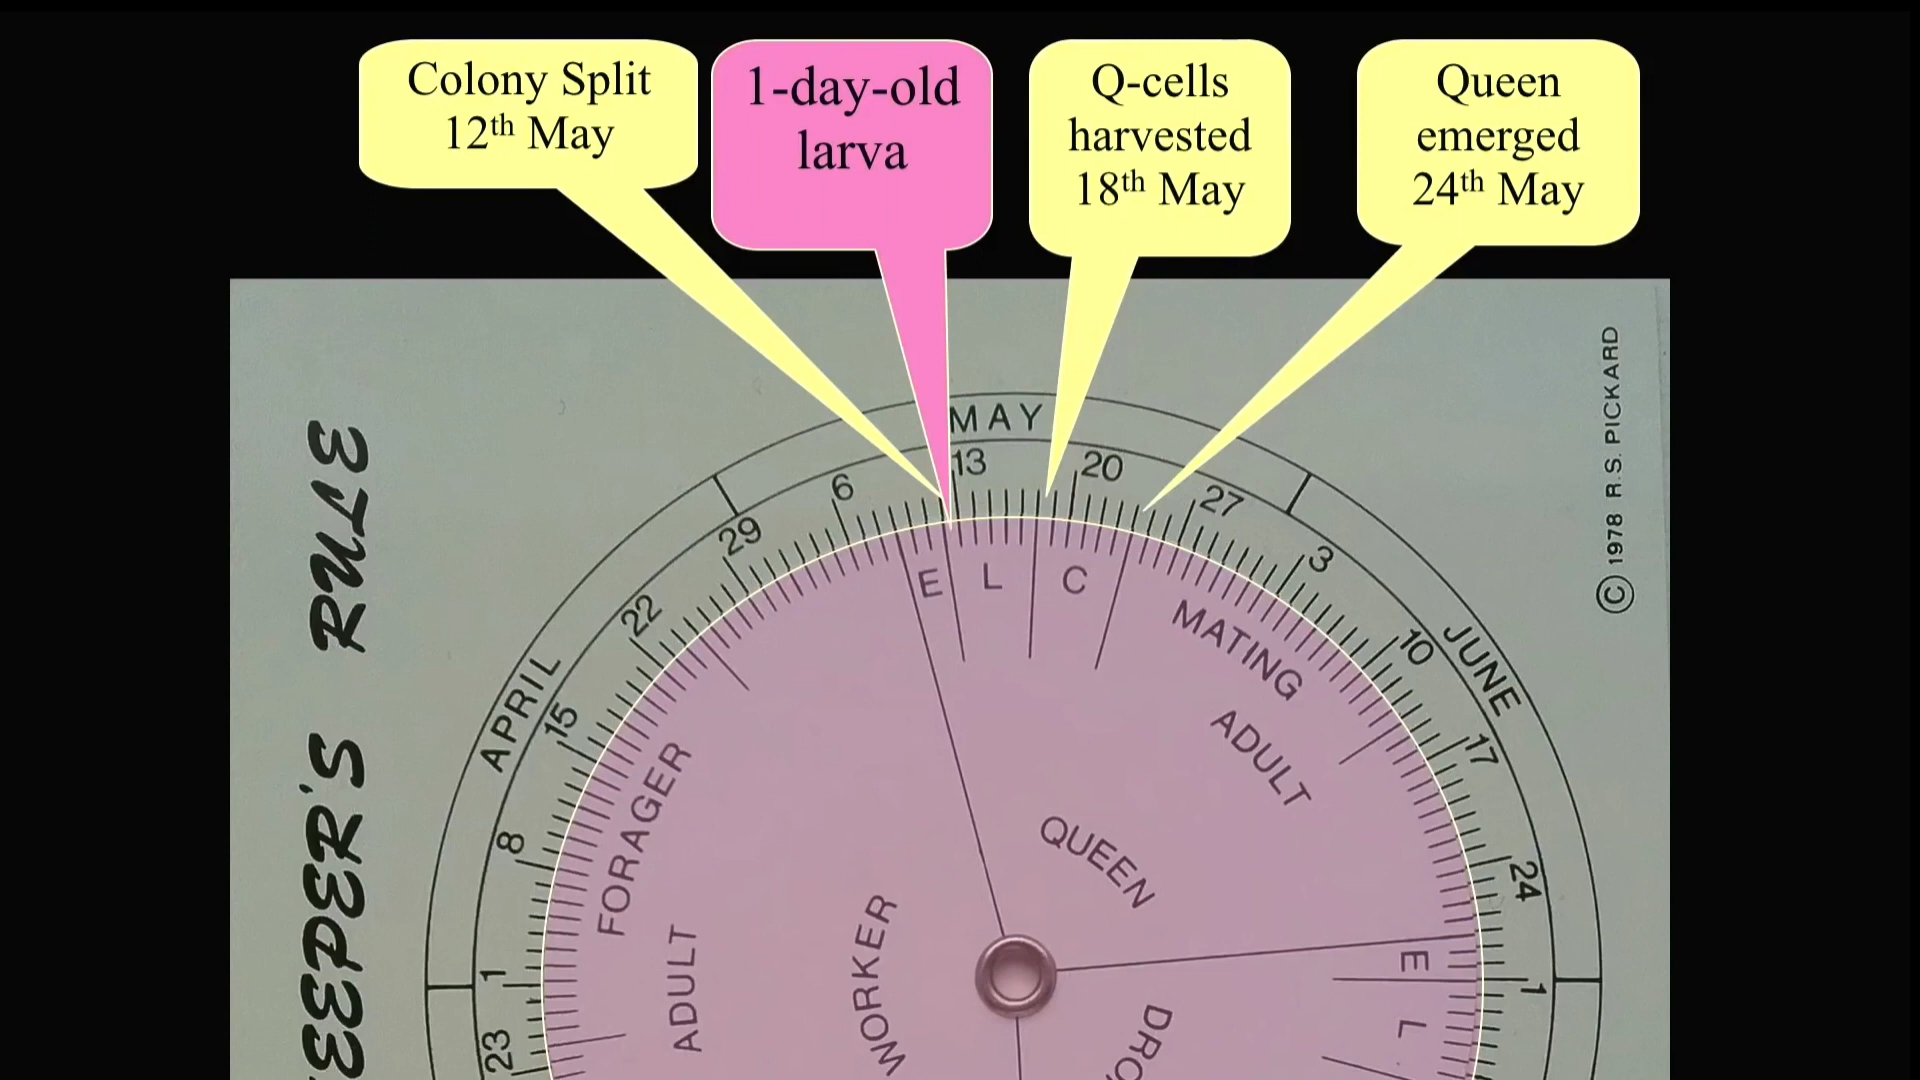 Colony Split
12th May
1-day-old
larva
Q-cells
harvested
18th May
Queen
emerged
24th May
RULE
© 1978 R.S. PICKARD
APRIL
MAY
JUNE
1
8
15
22
29
6
13
20
27
3
10
17
24
1
23
E
L
C
MATING
ADULT
QUEEN
FORAGER
ADULT
WORKER
E
L